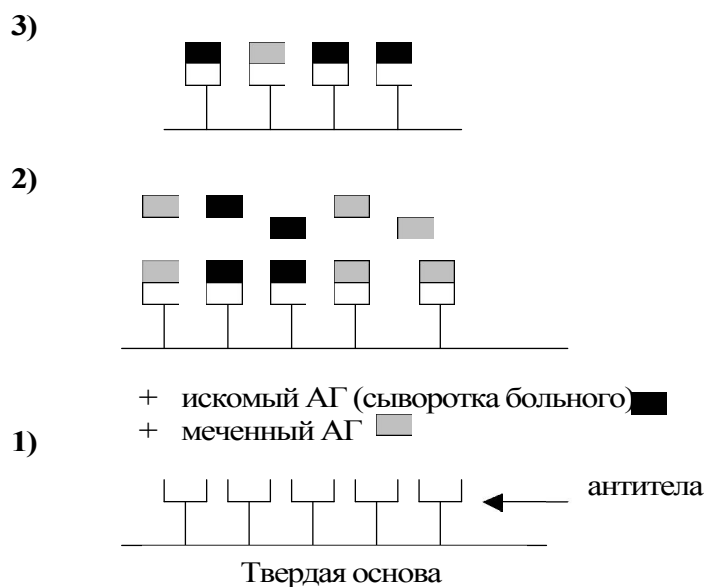 3)
2)
+ искомый АГ (сыворотка больного)
+ меченный АГ
1)
антитела
Твердая основа